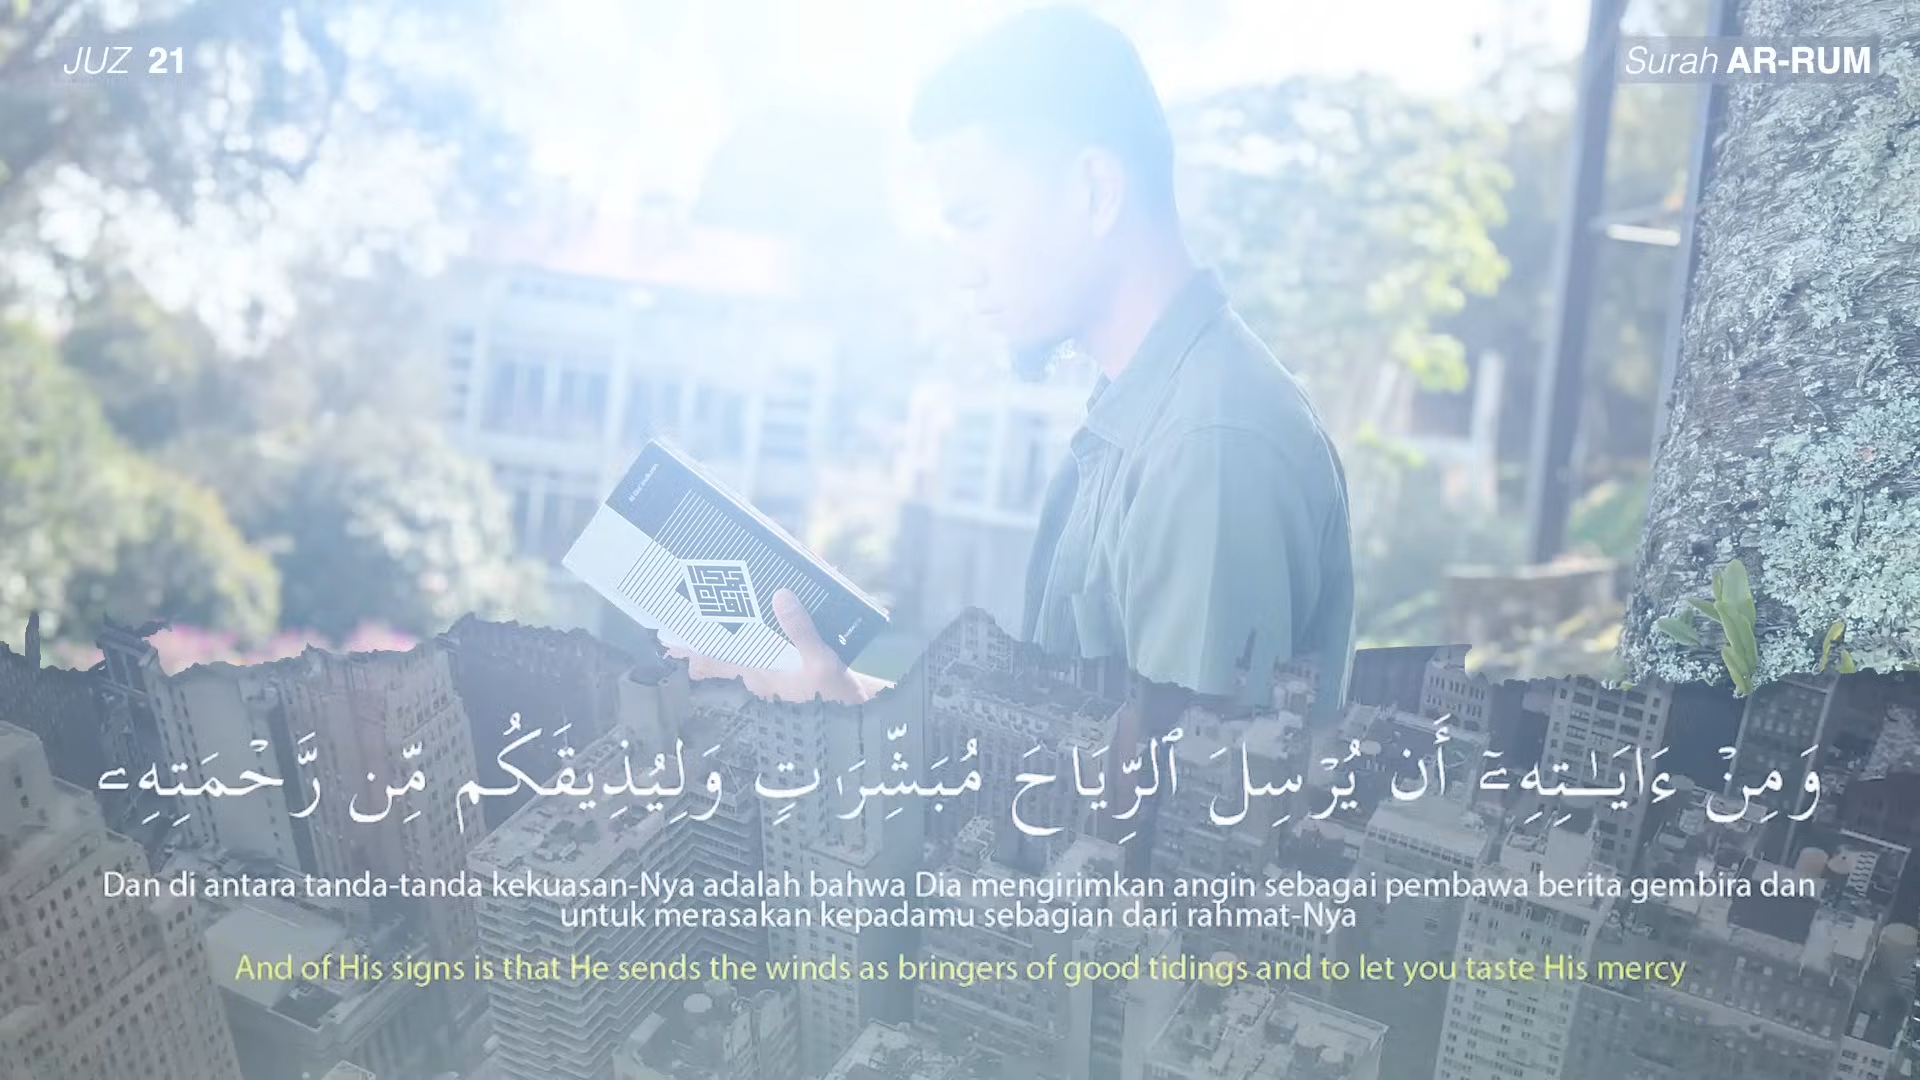 JUZ 21
Surah AR-RUM
وَمِنْ ءَايَـٰتِهِۦٓ أَن يُرْسِلَ ٱلرِّيَاحَ مُبَشِّرَٰتٍ وَلِيُذِيقَكُم مِّن رَّحْمَتِهِۦ
Dan di antara tanda-tanda kekuasan-Nya adalah bahwa Dia mengirimkan angin sebagai pembawa berita gembira dan
untuk merasakan kepadamu sebagian dari rahmat-Nya
And of His signs is that He sends the winds as bringers of good tidings and to let you taste His mercy